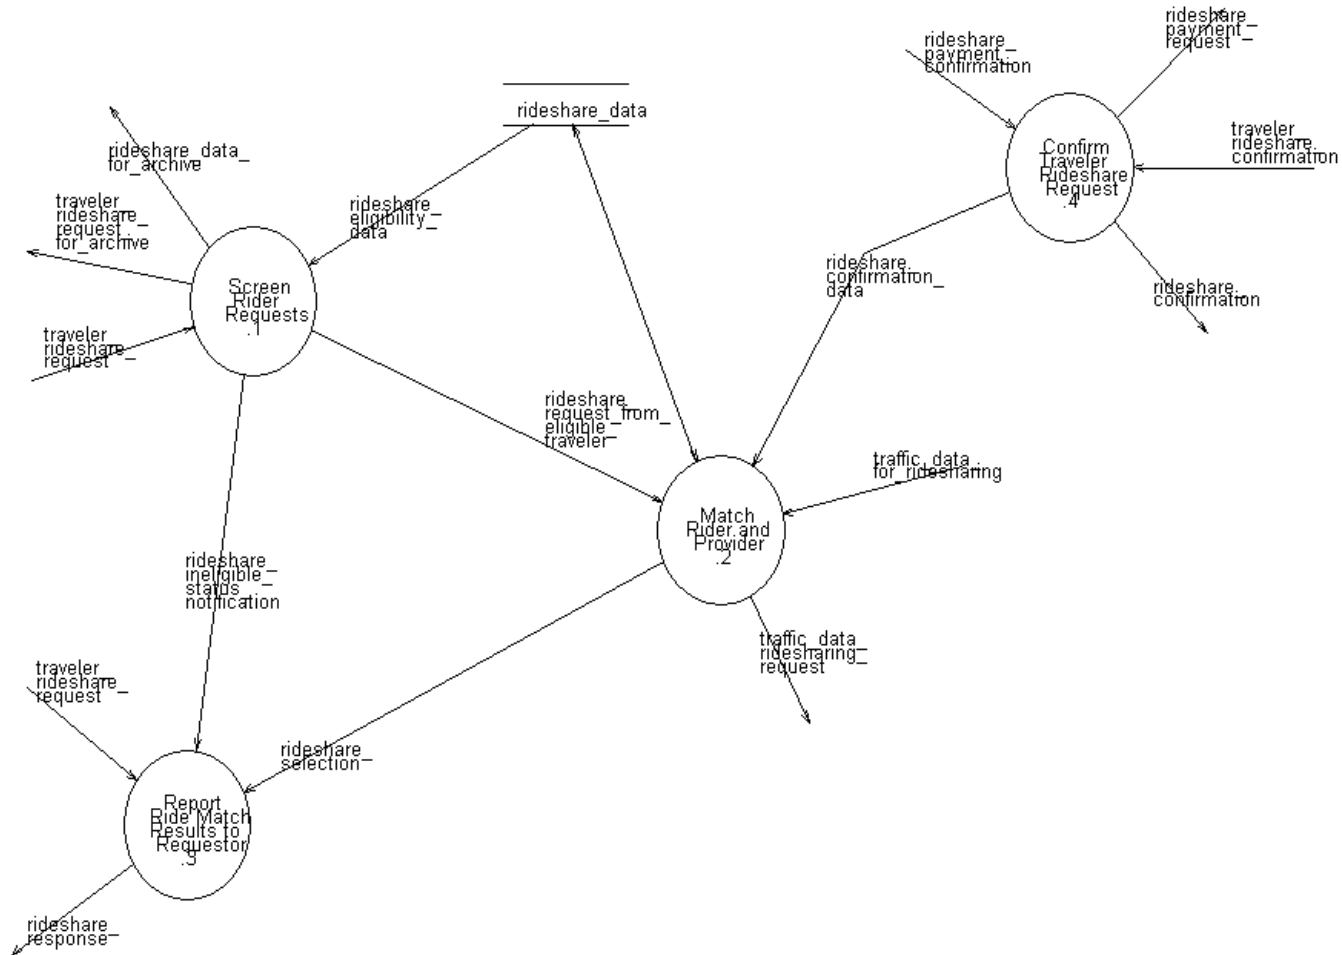 rideshare_
payment_
request
rideshare_
payment_
confirmation
rideshare_data
traveler_
rideshare_
confirmation
rideshare_data_
for_archive
Confirm
Traveler
Rideshare
Request
.4
traveler_
rideshare_
request_
for_archive
rideshare_
eligibility_
data
rideshare_
confirmation_
data
rideshare_
confirmation
Screen
Rider
Requests
.1
traveler_
rideshare_
request
rideshare_
request_from_
eligible_
traveler
traffic_data_
for_ridesharing
Match
Rider and
Provider
.2
rideshare_
ineligible_
status_
notification
traffic_data_
ridesharing_
request
traveler_
rideshare_
request
rideshare_
selection
Report
Ride Match
Results to
Requestor
.3
rideshare_
response